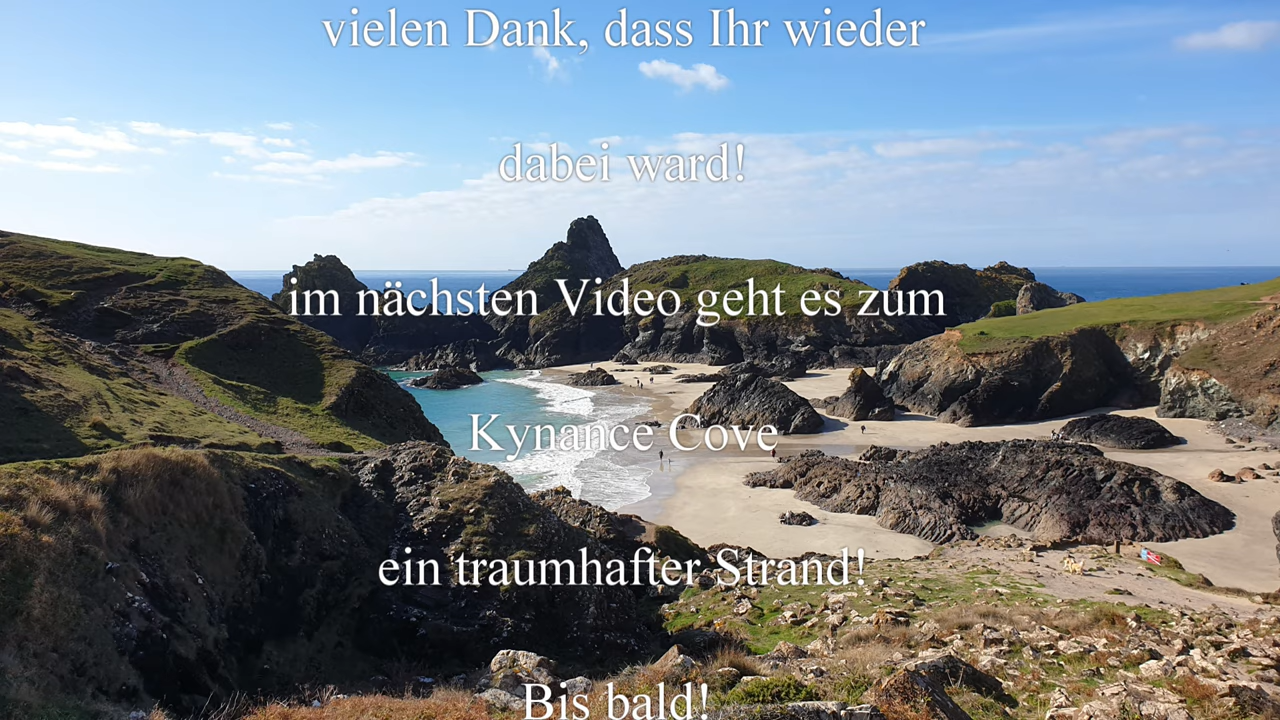 vielen Dank, dass Ihr wieder
dabei ward!
im nächsten Video geht es zum
Kynance Cove
ein traumhafter Strand!
Bis bald!